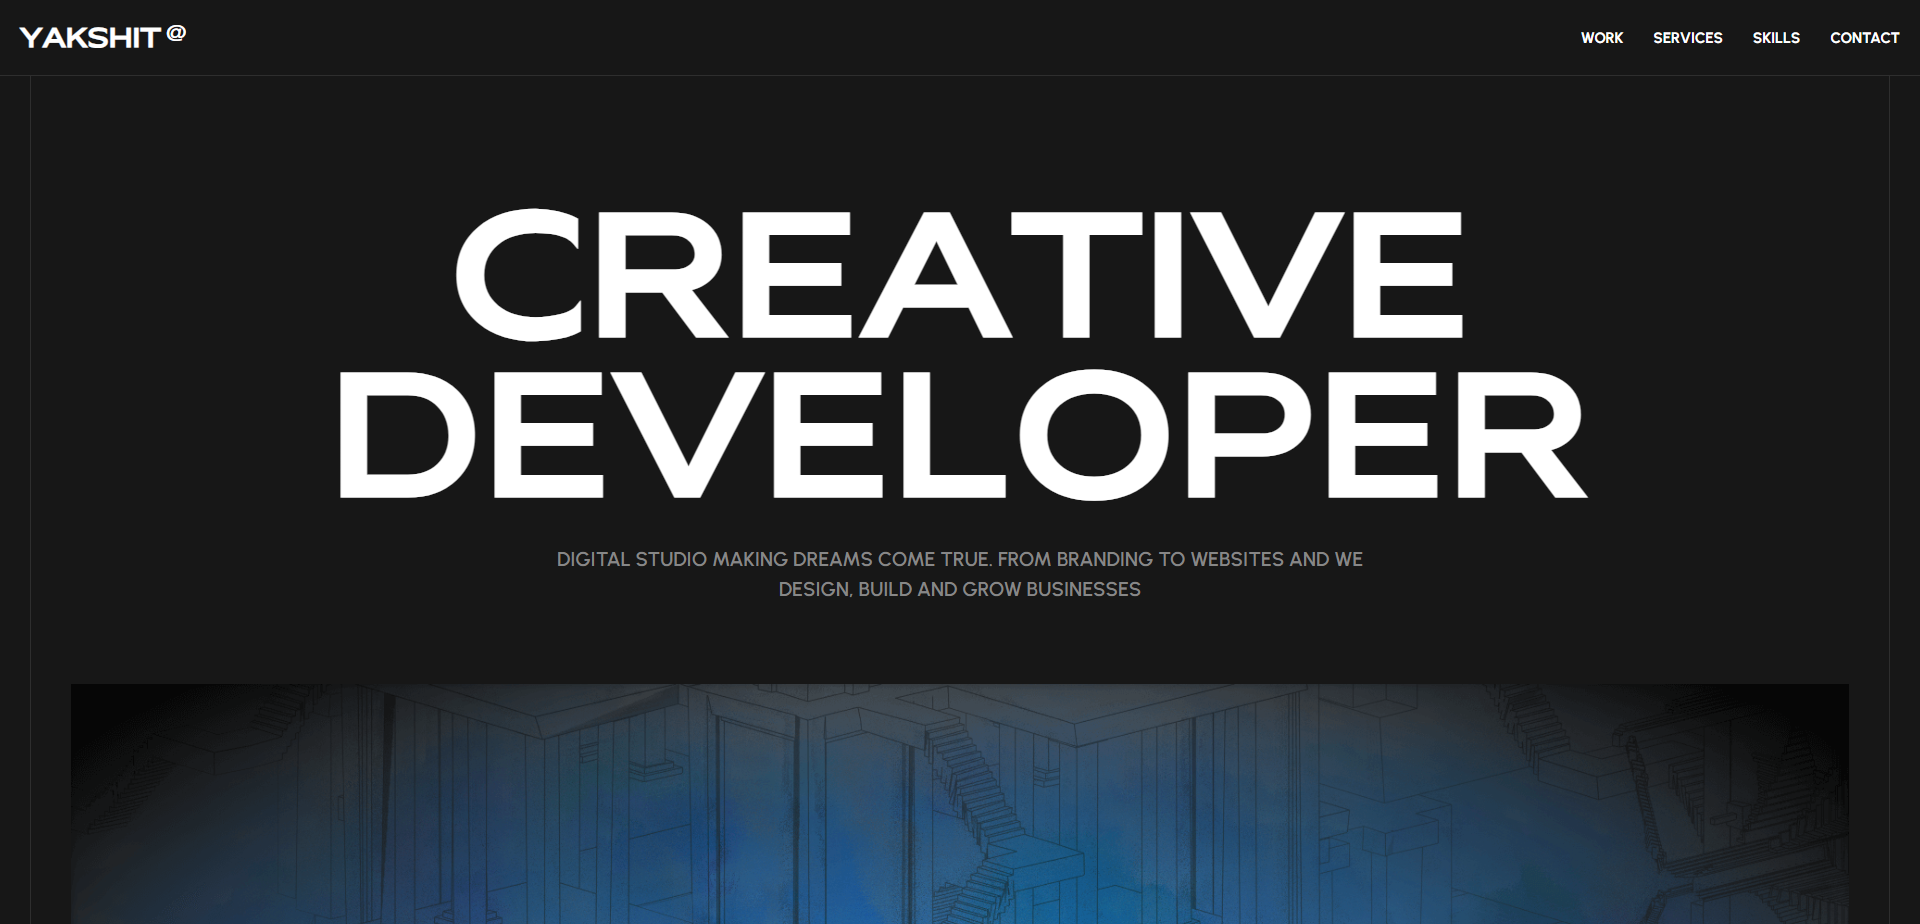 YAKSHIT @
WORK SERVICES SKILLS CONTACT
CREATIVE
DEVELOPER
DIGITAL STUDIO MAKING DREAMS COME TRUE. FROM BRANDING TO WEBSITES AND WE
DESIGN, BUILD AND GROW BUSINESSES